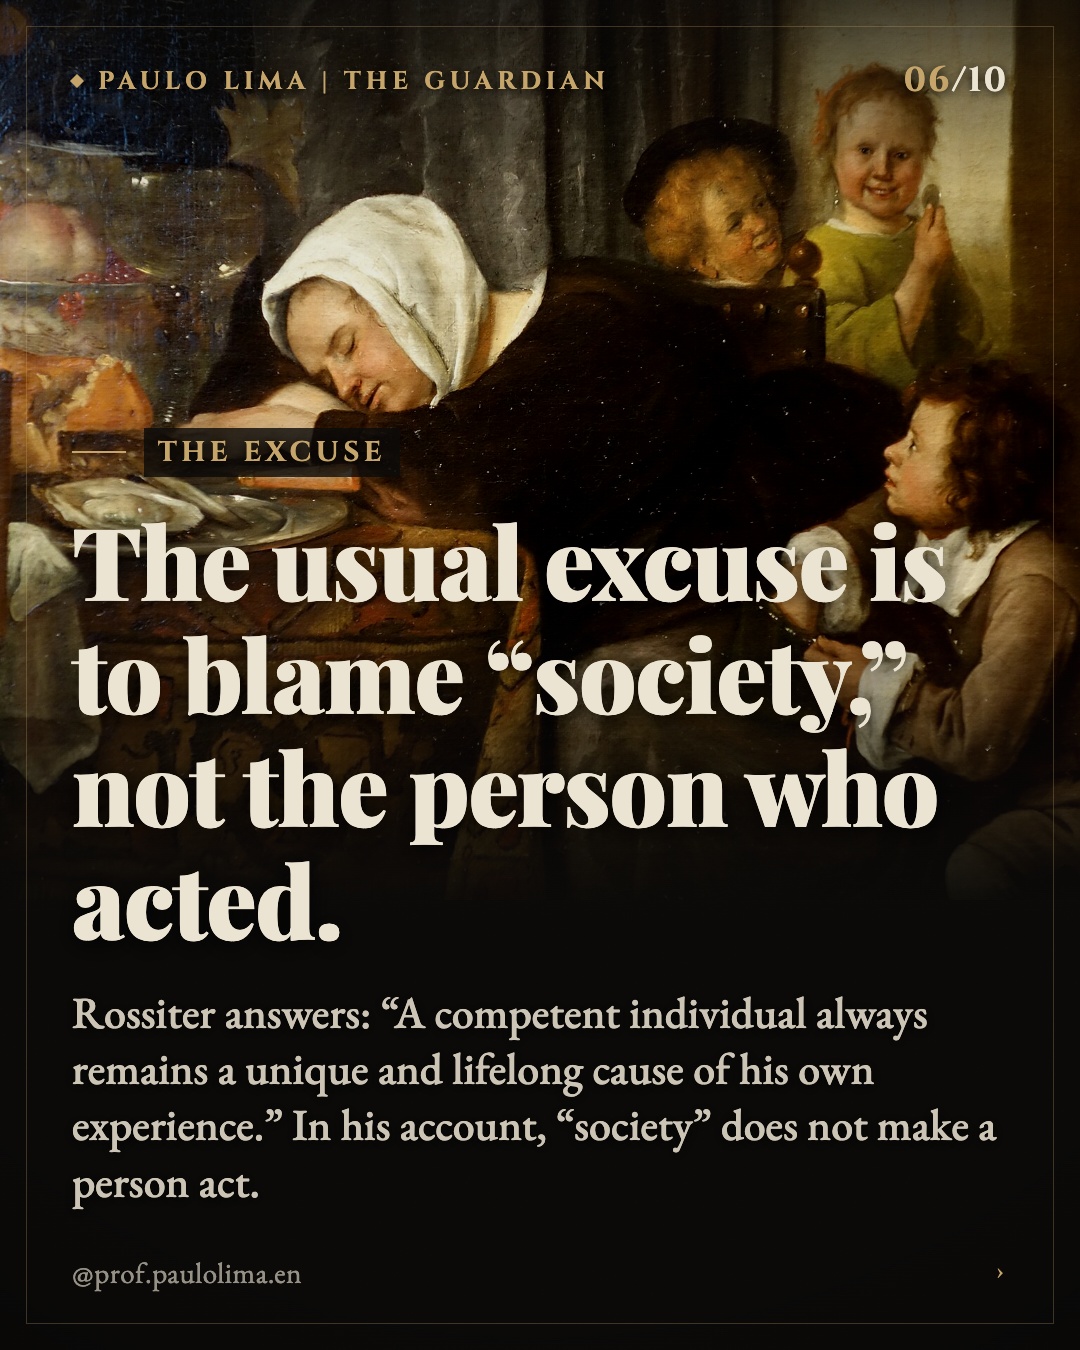 ◆ PAULO LIMA | THE GUARDIAN
06/10
THE EXCUSE
The usual excuse is
to blame “society,”
not the person who
acted.
Rossiter answers: “A competent individual always
remains a unique and lifelong cause of his own
experience.” In his account, “society” does not make a
person act.
@prof.paulolima.en
›